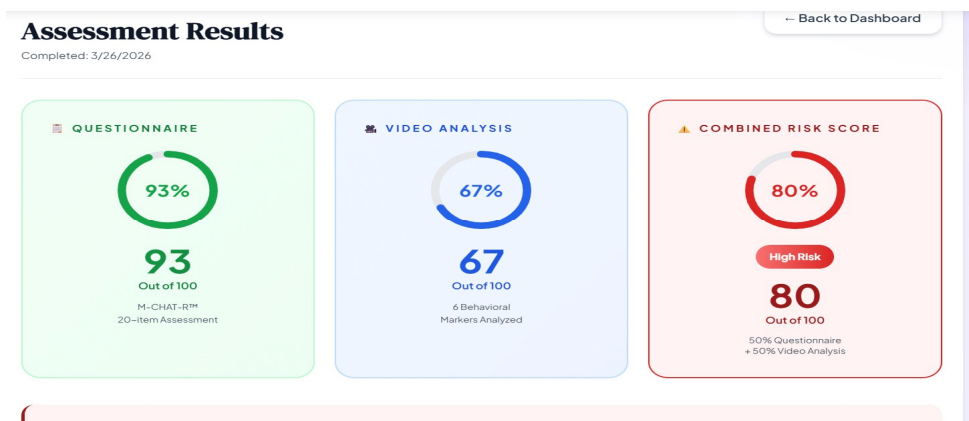 Assessment Results
← Back to Dashboard
Completed: 3/26/2026
QUESTIONNAIRE
93%
93
Out of 100
M-CHAT-R™
20-item Assessment
VIDEO ANALYSIS
67%
67
Out of 100
6 Behavioral
Markers Analyzed
COMBINED RISK SCORE
80%
High Risk
80
Out of 100
50% Questionnaire
+ 50% Video Analysis